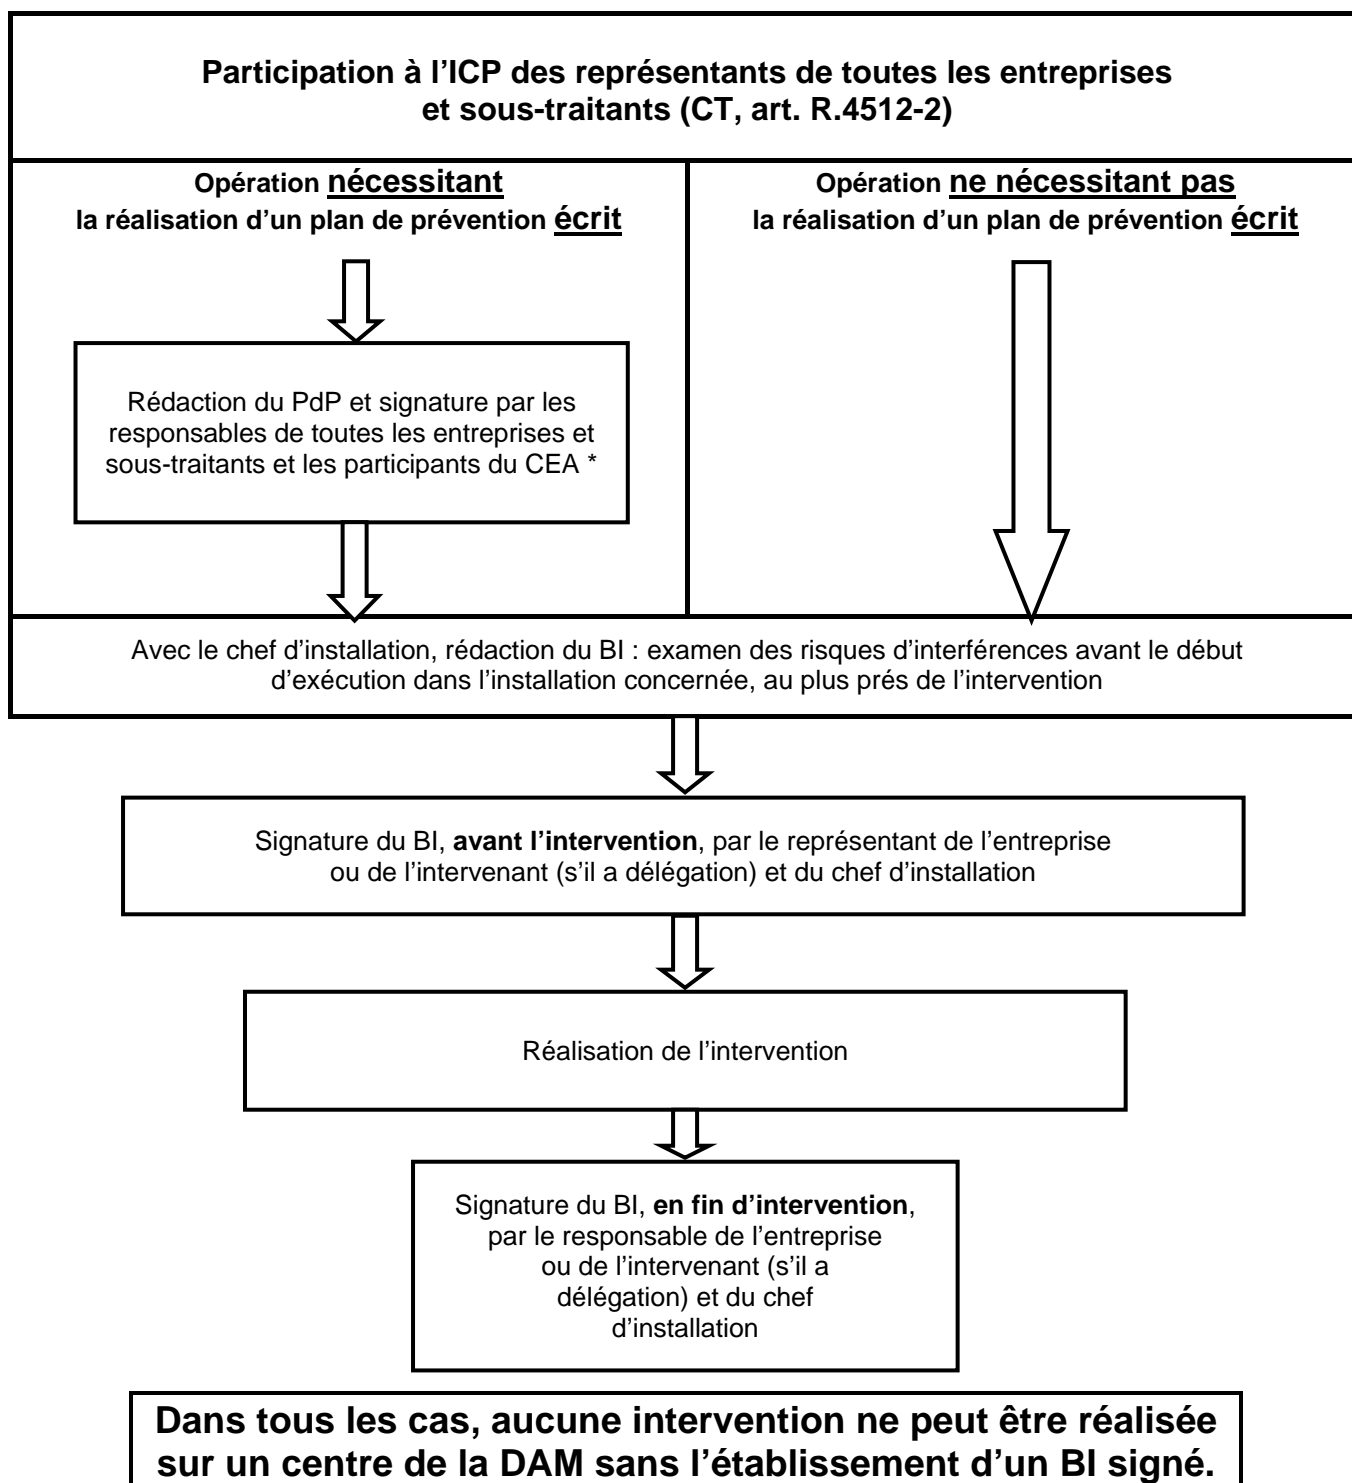 Participation à l’ICP des représentants de toutes les entreprises
et sous-traitants (CT, art. R.4512-2)
Opération nécessitant
la réalisation d’un plan de prévention écrit
Opération ne nécessitant pas
la réalisation d’un plan de prévention écrit
Rédaction du PdP et signature par les
responsables de toutes les entreprises et
sous-traitants et les participants du CEA *
Avec le chef d’installation, rédaction du BI : examen des risques d’interférences avant le début
d’exécution dans l’installation concernée, au plus prés de l’intervention
Signature du BI, avant l’intervention, par le représentant de l’entreprise
ou de l’intervenant (s’il a délégation) et du chef d’installation
Réalisation de l’intervention
Signature du BI, en fin d’intervention,
par le responsable de l’entreprise
ou de l’intervenant (s’il a
délégation) et du chef
d’installation
Dans tous les cas, aucune intervention ne peut être réalisée
sur un centre de la DAM sans l’établissement d’un BI signé.